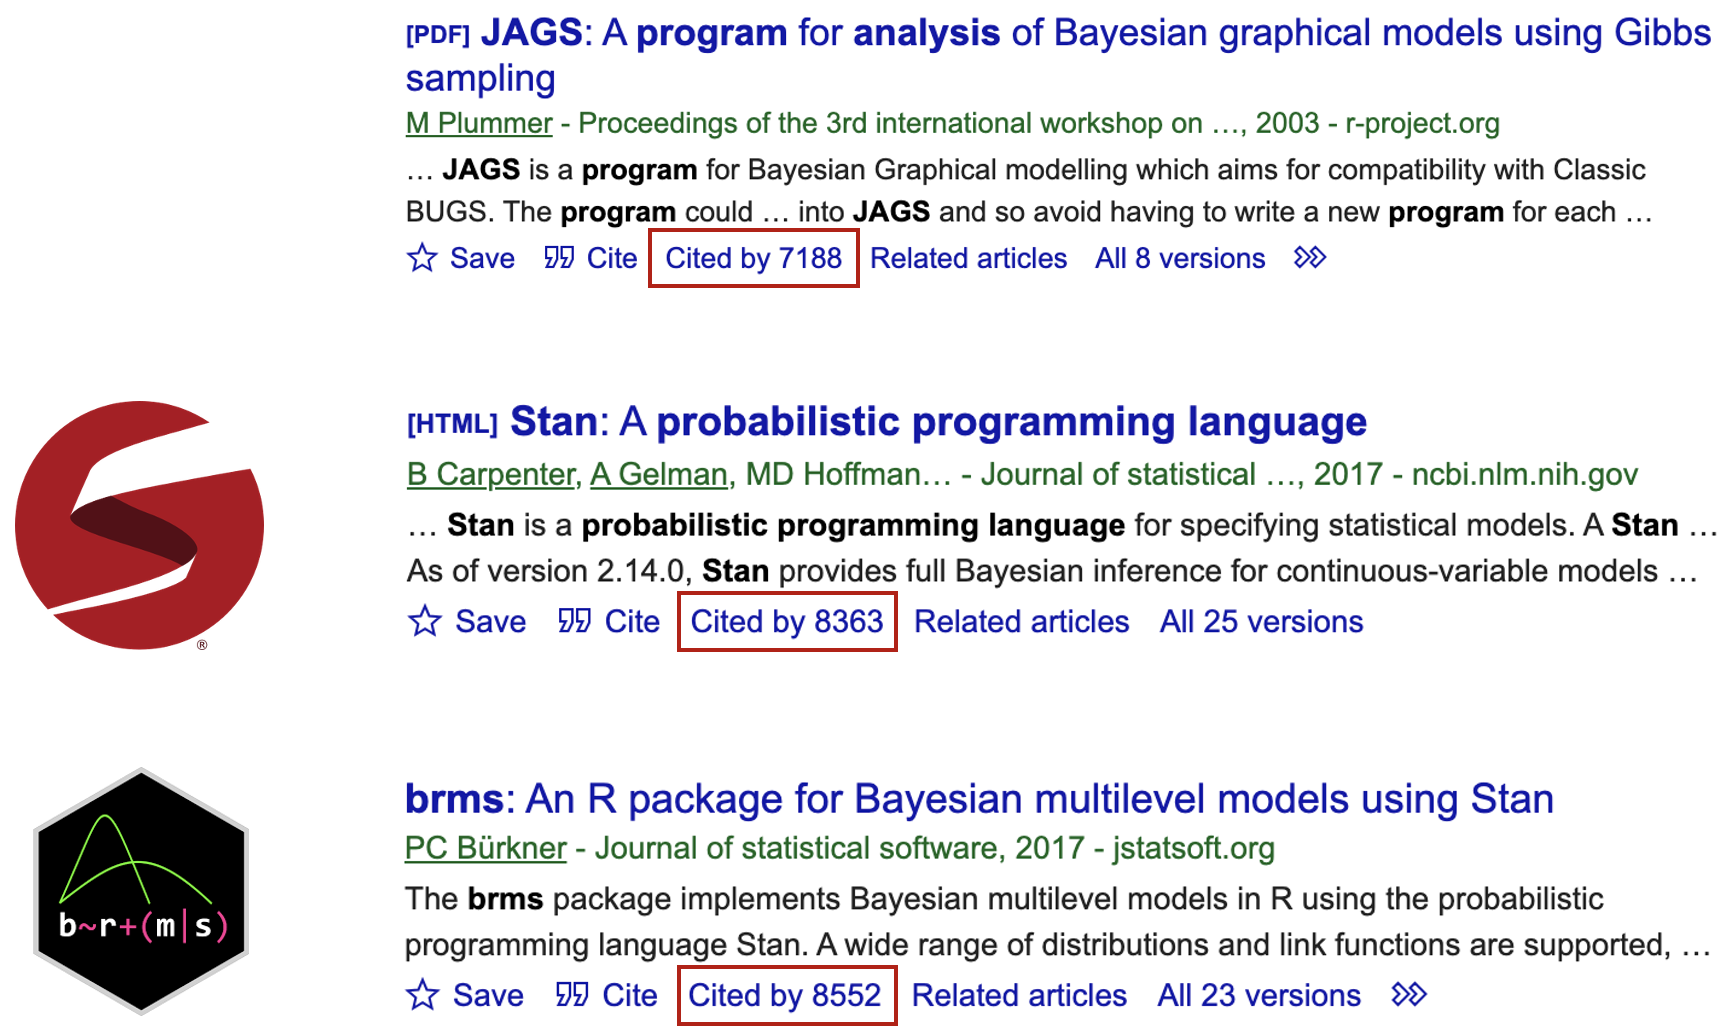 [PDF] JAGS: A program for analysis of Bayesian graphical models using Gibbs
sampling
M Plummer - Proceedings of the 3rd international workshop on …, 2003 - r-project.org
… JAGS is a program for Bayesian Graphical modelling which aims for compatibility with Classic
BUGS. The program could … into JAGS and so avoid having to write a new program for each …
Save Cite Cited by 7188 Related articles All 8 versions
[HTML] Stan: A probabilistic programming language
B Carpenter, A Gelman, MD Hoffman… - Journal of statistical …, 2017 - ncbi.nlm.nih.gov
… Stan is a probabilistic programming language for specifying statistical models. A Stan …
As of version 2.14.0, Stan provides full Bayesian inference for continuous-variable models …
Save Cite Cited by 8363 Related articles All 25 versions
®
brms: An R package for Bayesian multilevel models using Stan
PC Bürkner - Journal of statistical software, 2017 - jstatsoft.org
The brms package implements Bayesian multilevel models in R using the probabilistic
programming language Stan. A wide range of distributions and link functions are supported, …
Save Cite Cited by 8552 Related articles All 23 versions
b~r+(m|s)